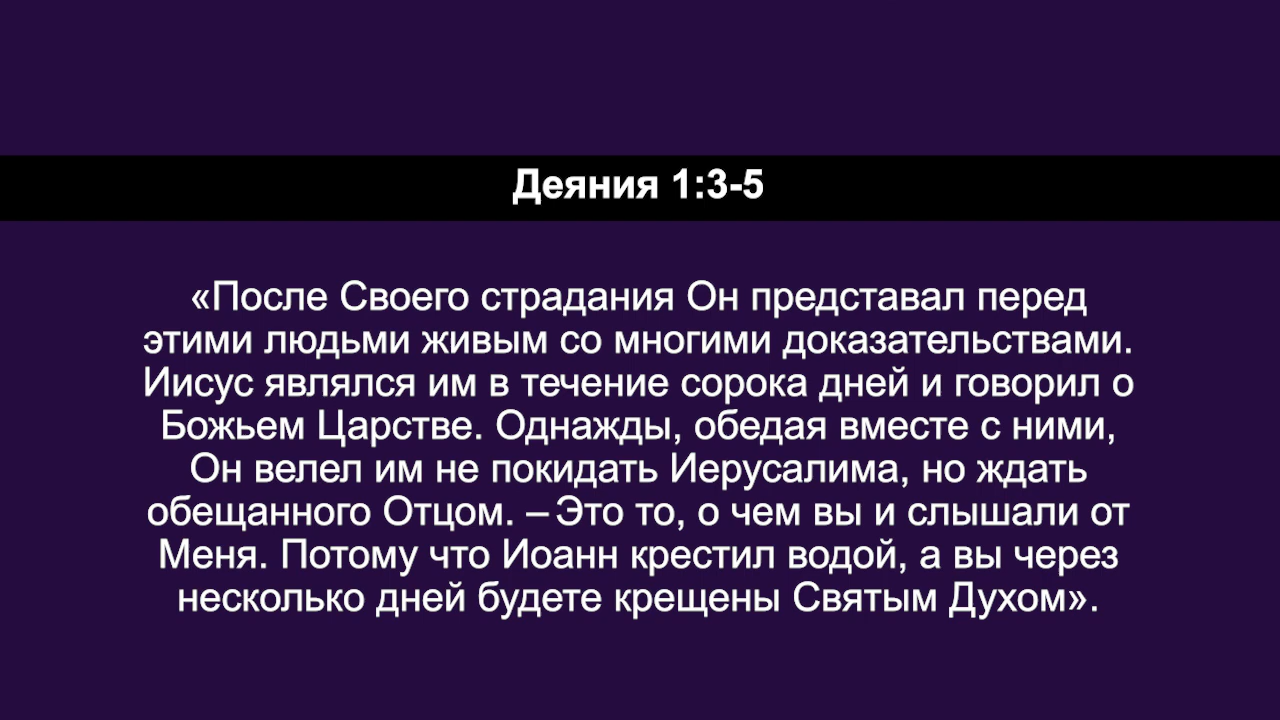 Деяния 1:3-5
«После Своего страдания Он представал перед
этими людьми живым со многими доказательствами.
Иисус являлся им в течение сорока дней и говорил о
Божьем Царстве. Однажды, обедая вместе с ними,
Он велел им не покидать Иерусалима, но ждать
обещанного Отцом. – Это то, о чем вы и слышали от
Меня. Потому что Иоанн крестил водой, а вы через
несколько дней будете крещены Святым Духом».